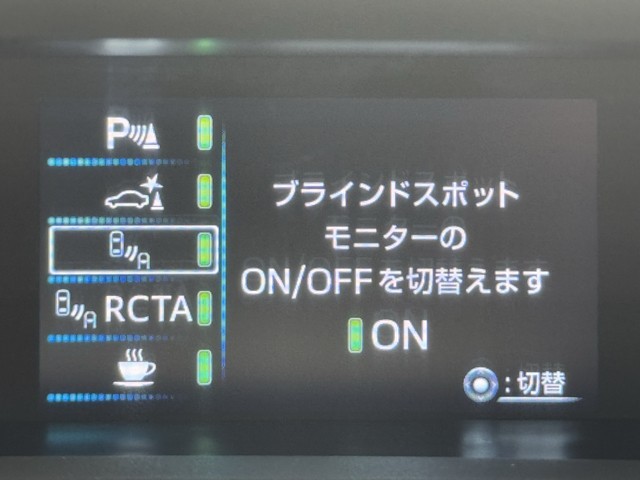 P
RCTA
ブラインドスポット
モニターの
ON/OFFを切替えます
ON
:切替